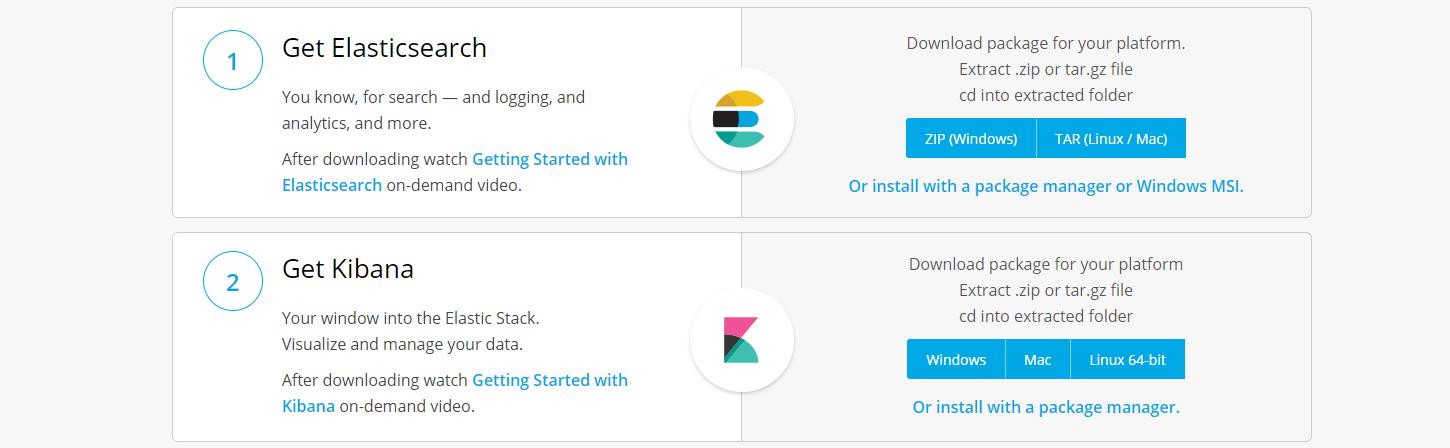 1
Get Elasticsearch
You know, for search — and logging, and
analytics, and more.
After downloading watch Getting Started with
Elasticsearch on-demand video.
Download package for your platform.
Extract .zip or tar.gz file
cd into extracted folder
ZIP (Windows) TAR (Linux / Mac)
Or install with a package manager or Windows MSI.
2
Get Kibana
Your window into the Elastic Stack.
Visualize and manage your data.
After downloading watch Getting Started with
Kibana on-demand video.
Download package for your platform
Extract .zip or tar.gz file
cd into extracted folder
Windows Mac Linux 64-bit
Or install with a package manager.